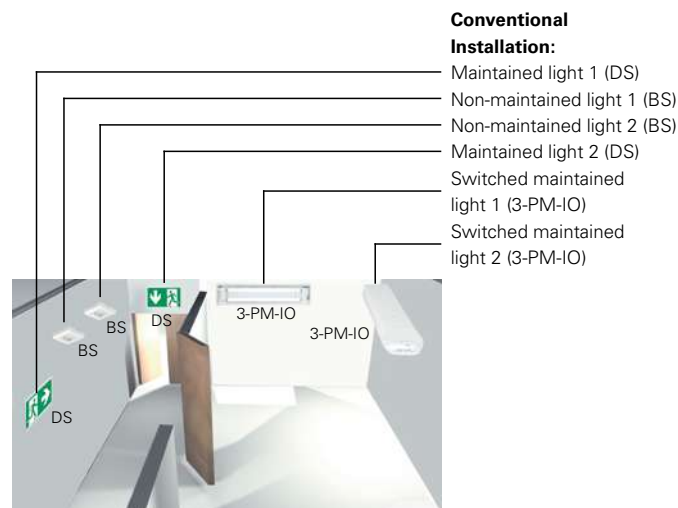 Conventional
Installation:
Maintained light 1 (DS)
Non-maintained light 1 (BS)
Non-maintained light 2 (BS)
Maintained light 2 (DS)
Switched maintained
light 1 (3-PM-IO)
Switched maintained
light 2 (3-PM-IO)
BS
BS
DS
3-PM-IO
3-PM-IO
DS